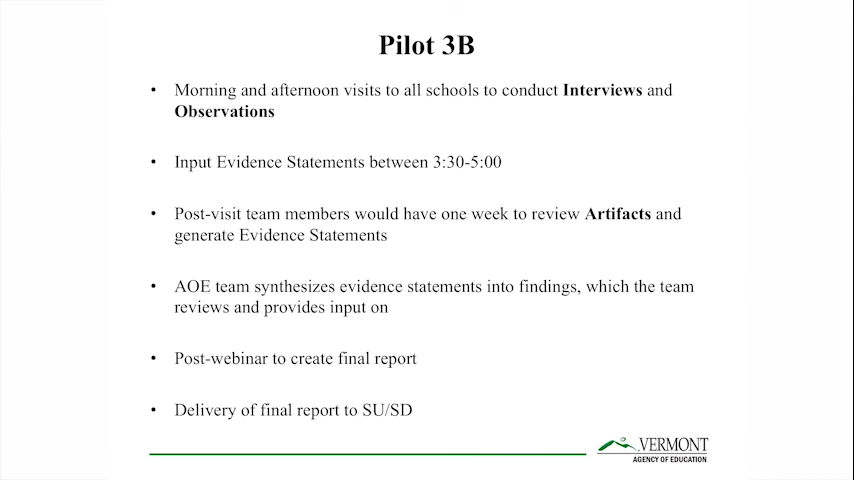 Pilot 3B
• Morning and afternoon visits to all schools to conduct Interviews and
Observations
• Input Evidence Statements between 3:30-5:00
• Post-visit team members would have one week to review Artifacts and
generate Evidence Statements
• AOE team synthesizes evidence statements into findings, which the team
reviews and provides input on
• Post-webinar to create final report
• Delivery of final report to SU/SD
VERMONT
AGENCY OF EDUCATION